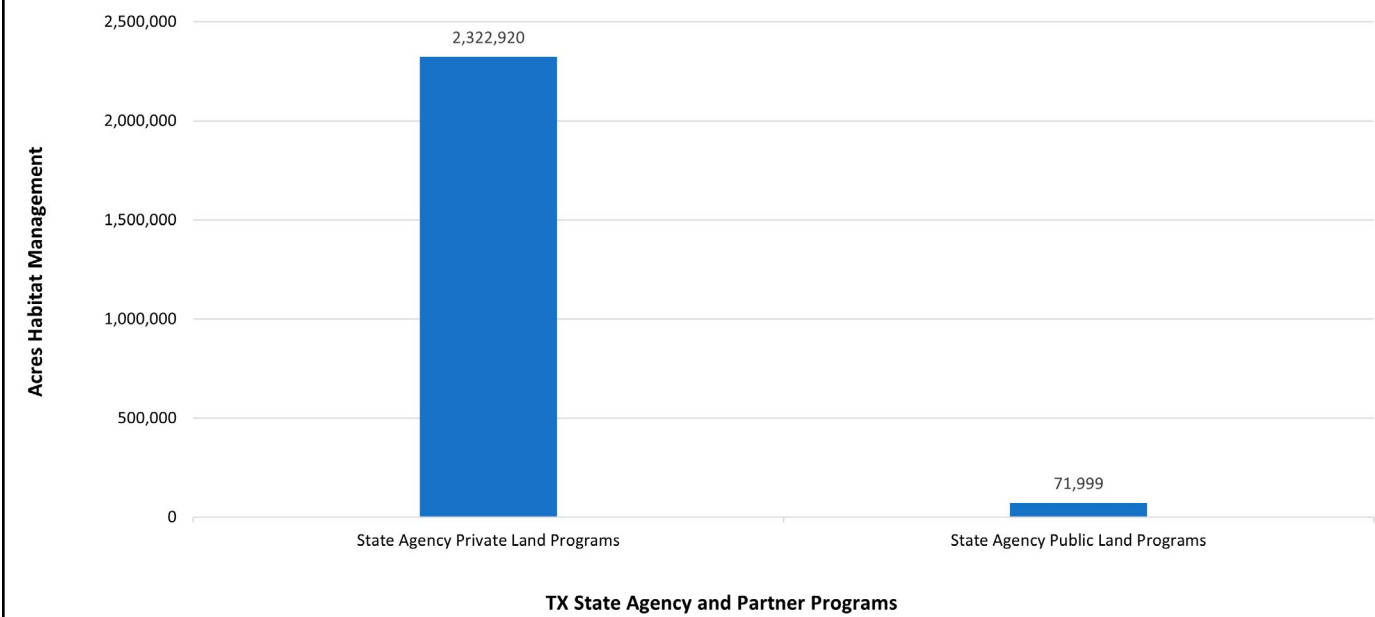 2,500,000
2,322,920
2,000,000
1,500,000
1,000,000
500,000
71,999
0
State Agency Private Land Programs
State Agency Public Land Programs
TX State Agency and Partner Programs
Acres Habitat Management